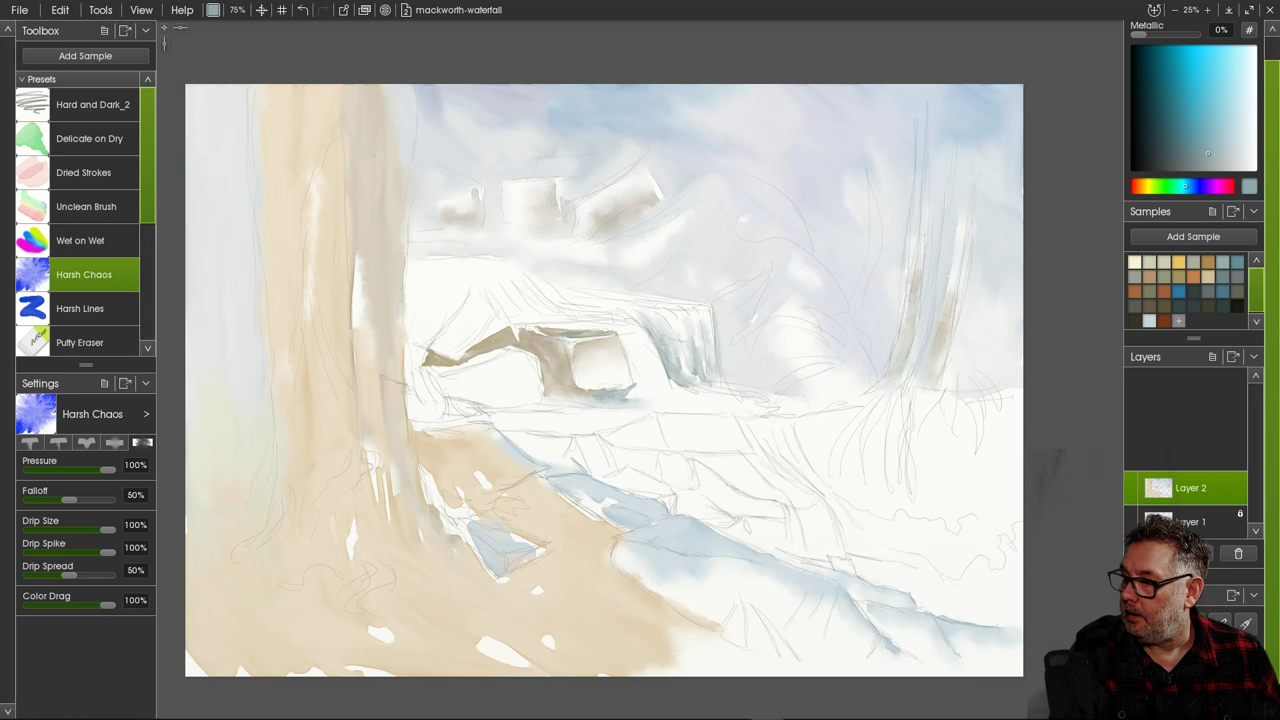 File Edit Tools View Help 75% 2 mackworth-waterfall 25%
Toolbox
Add Sample
Presets
Hard and Dark_2
Delicate on Dry
Dried Strokes
Unclean Brush
Wet on Wet
Harsh Chaos
Harsh Lines
Putty Eraser
Settings
Harsh Chaos >
Pressure 100%
Falloff 50%
Drip Size 100%
Drip Spike 100%
Drip Spread 50%
Color Drag 100%
Metallic 0% #
Samples
Add Sample
Layers
Layer 2
Layer 1